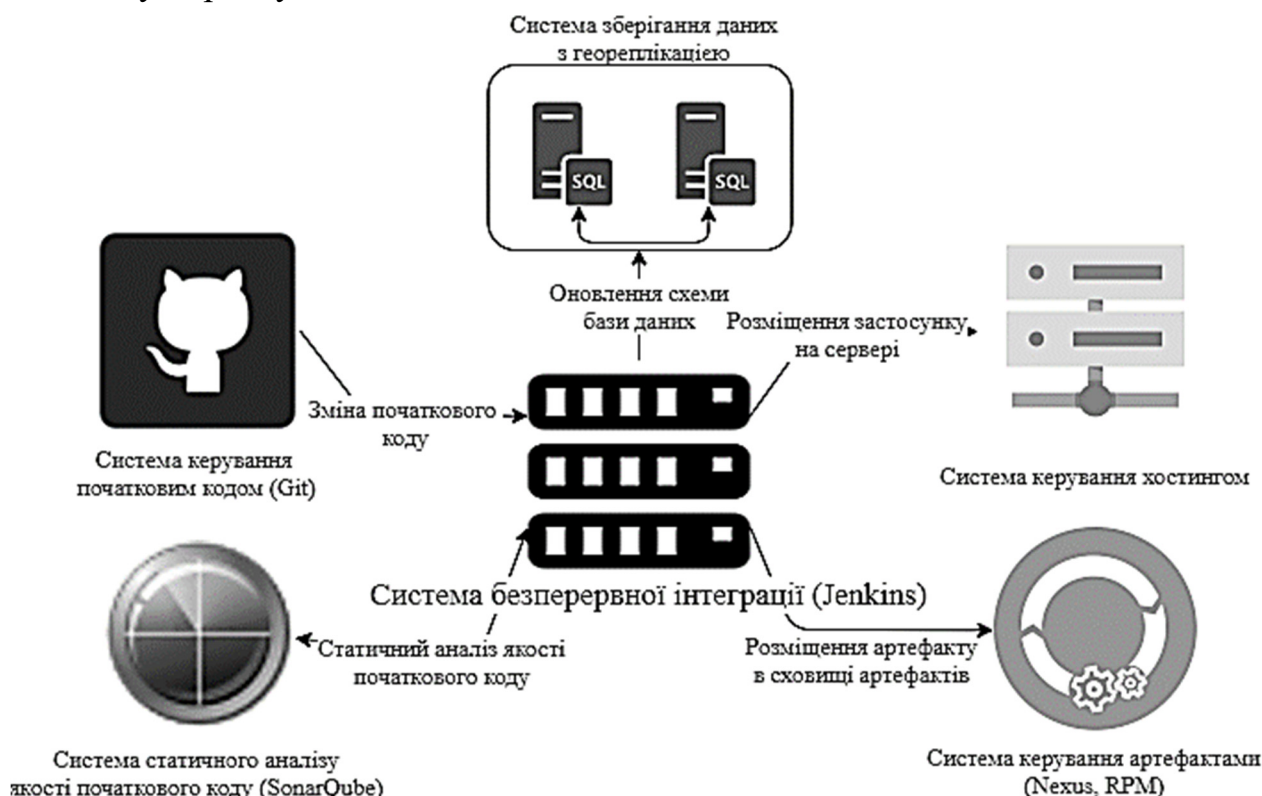 Система зберігання даних
з геореплікацією
SQL
SQL
Оновлення схеми
бази даних
Розміщення застосунку
на сервері
Зміна початкового
коду
Система керування
початковим кодом (Git)
Система керування хостингом
Система безперервної інтеграції (Jenkins)
Статичний аналіз якості
початкового коду
Розміщення артефакту
в сховищі артефактів
Система статичного аналізу
якості початкового коду (SonarQube)
Система керування артефактами
(Nexus, RPM)